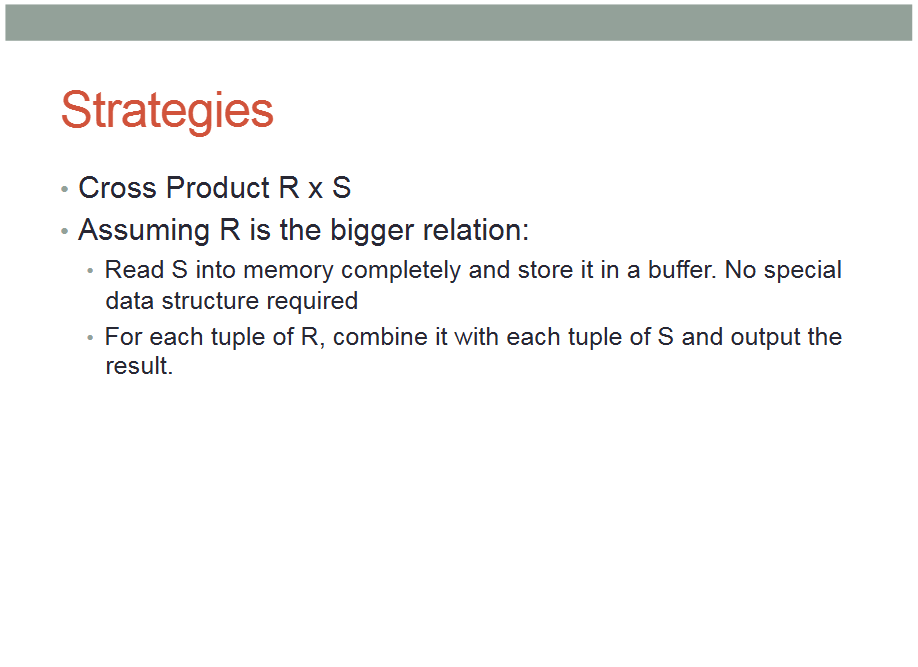 Strategies
• Cross Product R x S
• Assuming R is the bigger relation:
• Read S into memory completely and store it in a buffer. No special
data structure required
• For each tuple of R, combine it with each tuple of S and output the
result.